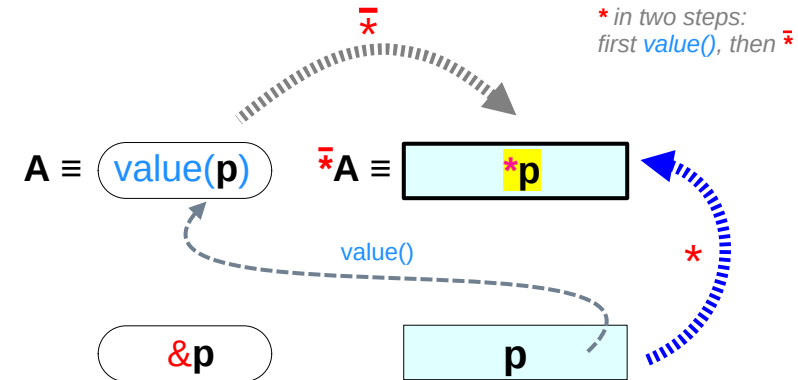 *̄
* in two steps:
first value(), then *̄
A ≡ value(p) *̄A ≡ *p
value()
*
&p p